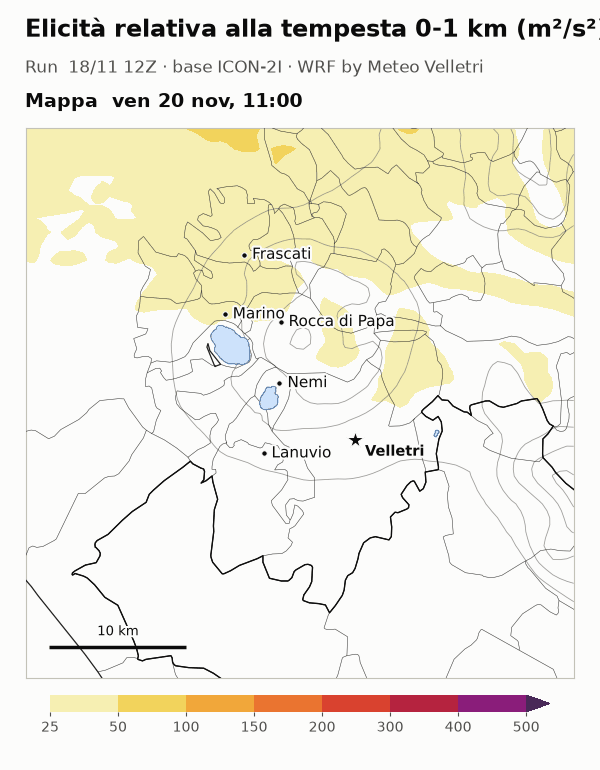 Elicità relativa alla tempesta 0-1 km (m²/s²)
Run 18/11 12Z · base ICON-2I · WRF by Meteo Velletri
Mappa ven 20 nov, 11:00
Frascati
Marino
Rocca di Papa
Nemi
Velletri
Lanuvio
10 km
25 50 100 150 200 300 400 500